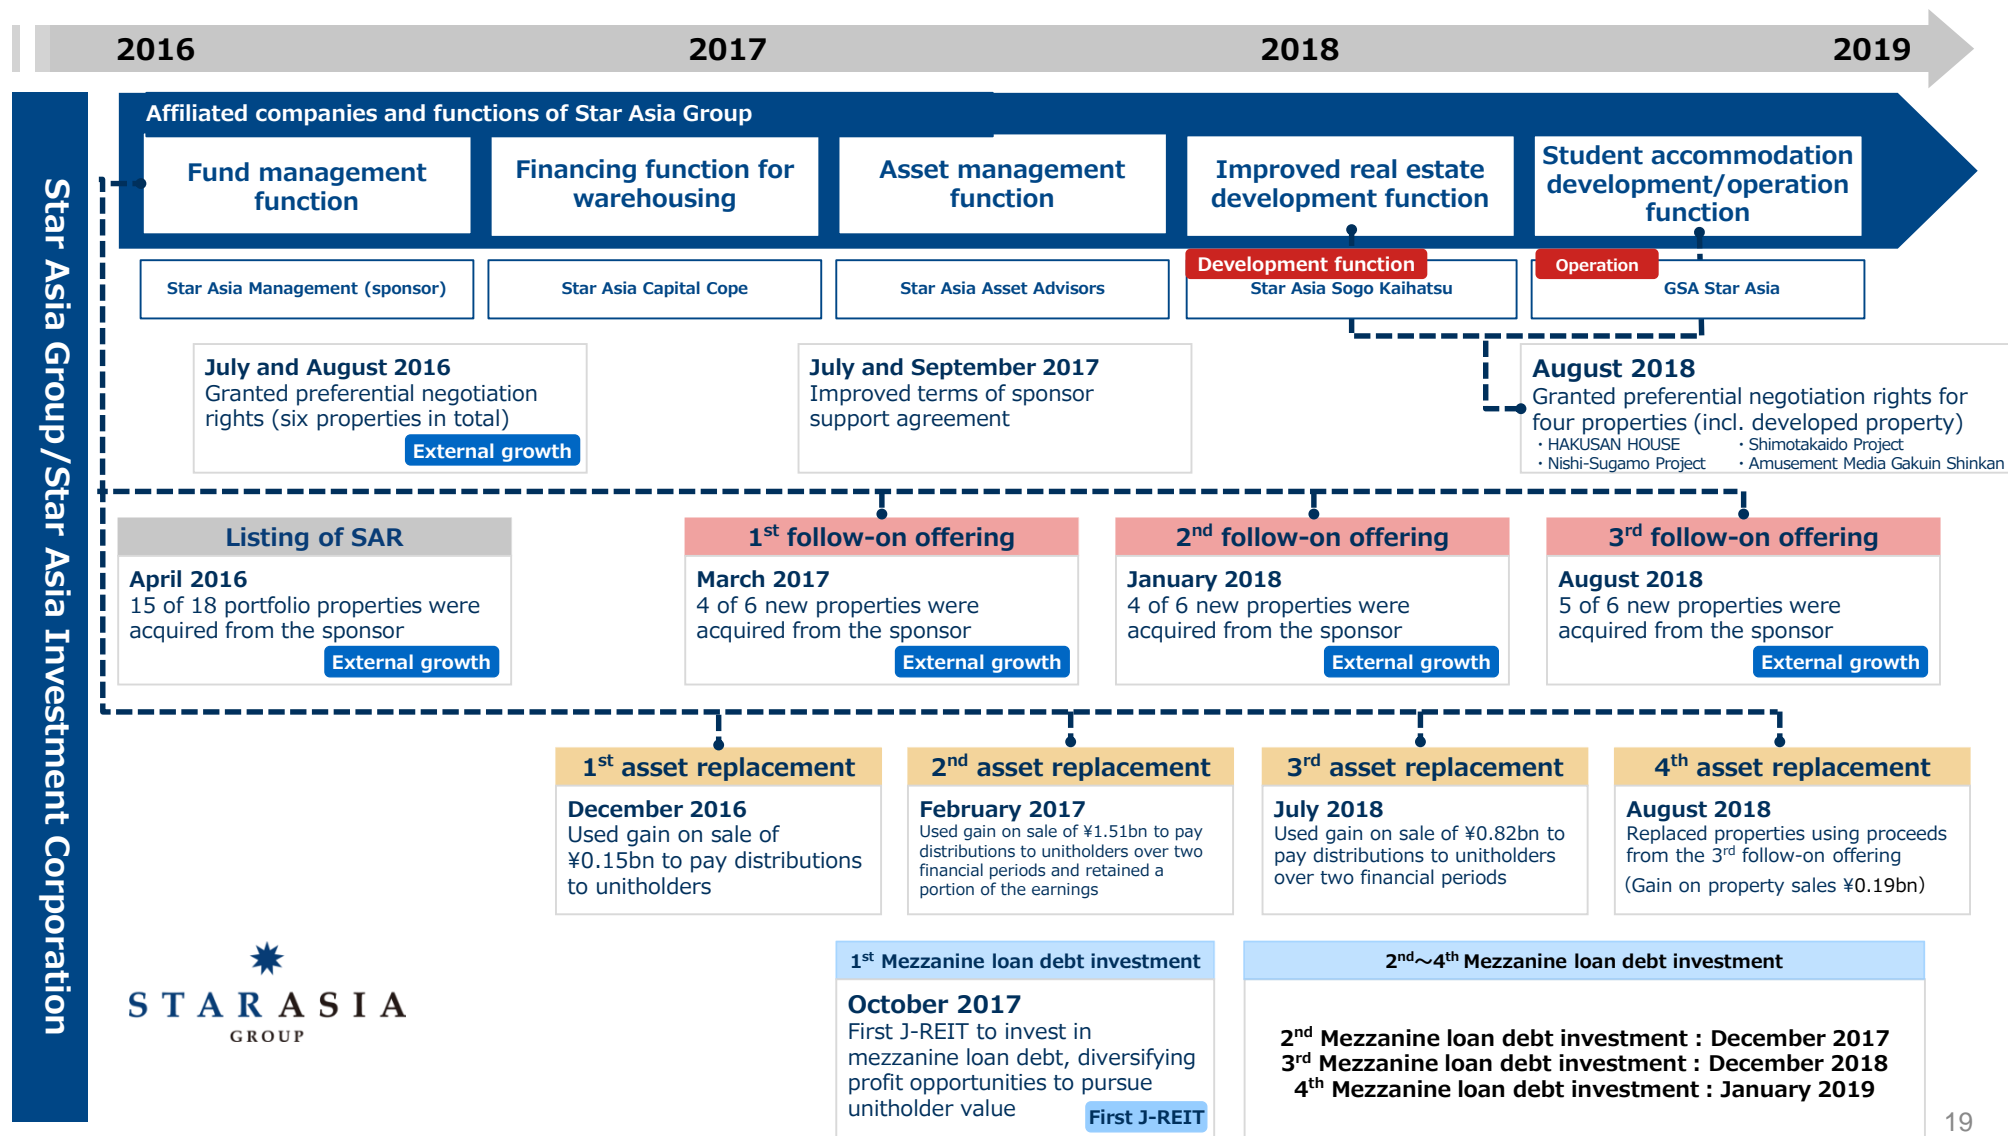 2016 2017 2018 2019
Star Asia Group/Star Asia Investment Corporation
Affiliated companies and functions of Star Asia Group
Fund management
function
Financing function for
warehousing
Asset management
function
Improved real estate
development function
Student accommodation
development/operation
function
Star Asia Management (sponsor)
Star Asia Capital Cope
Star Asia Asset Advisors
Development function
Star Asia Sogo Kaihatsu
Operation
GSA Star Asia
July and August 2016
Granted preferential negotiation
rights (six properties in total)
External growth
July and September 2017
Improved terms of sponsor
support agreement
August 2018
Granted preferential negotiation rights for
four properties (incl. developed property)
・HAKUSAN HOUSE ・Shimotakaido Project
・Nishi-Sugamo Project ・Amusement Media Gakuin Shinkan
Listing of SAR
April 2016
15 of 18 portfolio properties were
acquired from the sponsor
External growth
1st follow-on offering
March 2017
4 of 6 new properties were
acquired from the sponsor
External growth
2nd follow-on offering
January 2018
4 of 6 new properties were
acquired from the sponsor
External growth
3rd follow-on offering
August 2018
5 of 6 new properties were
acquired from the sponsor
External growth
1st asset replacement
December 2016
Used gain on sale of
¥0.15bn to pay distributions
to unitholders
2nd asset replacement
February 2017
Used gain on sale of ¥1.51bn to pay
distributions to unitholders over two
financial periods and retained a
portion of the earnings
3rd asset replacement
July 2018
Used gain on sale of ¥0.82bn to
pay distributions to unitholders
over two financial periods
4th asset replacement
August 2018
Replaced properties using proceeds
from the 3rd follow-on offering
(Gain on property sales ¥0.19bn)
STAR ASIA
GROUP
1st Mezzanine loan debt investment
October 2017
First J-REIT to invest in
mezzanine loan debt, diversifying
profit opportunities to pursue
unitholder value
First J-REIT
2nd～4th Mezzanine loan debt investment
2nd Mezzanine loan debt investment : December 2017
3rd Mezzanine loan debt investment : December 2018
4th Mezzanine loan debt investment : January 2019
19